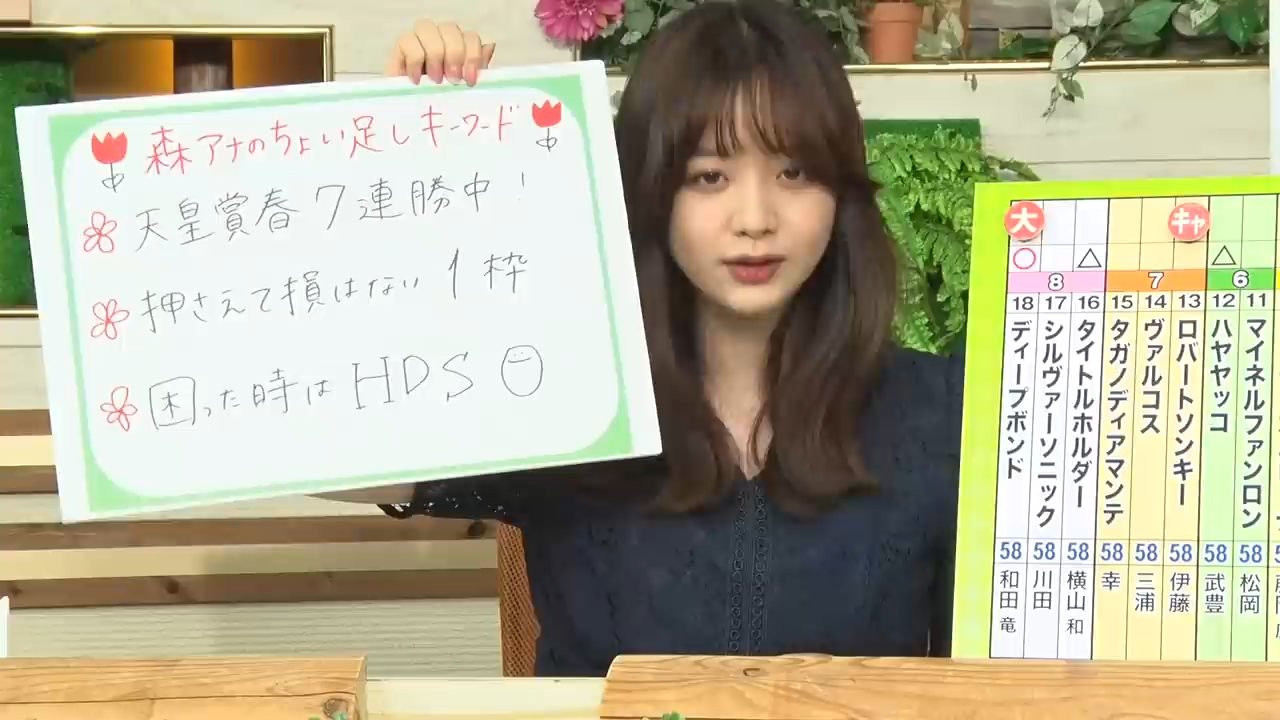 森アナのちょい足しキーワード
天皇賞春7連勝中！
押さえて損はない1枠
困った時はHDS
大 キャ
○ △ △
8 7 6
18 17 16 15 14 13 12 11
ディープボンド
シルヴァーソニック
タイトルホルダー
タガノディアマンテ
ヴァルコス
ロバートソンキー
ハヤヤッコ
マイネルファンロン
58 58 58 58 58 58 58 58
和田竜
川田
横山和
幸
三浦
伊藤
武豊
松岡